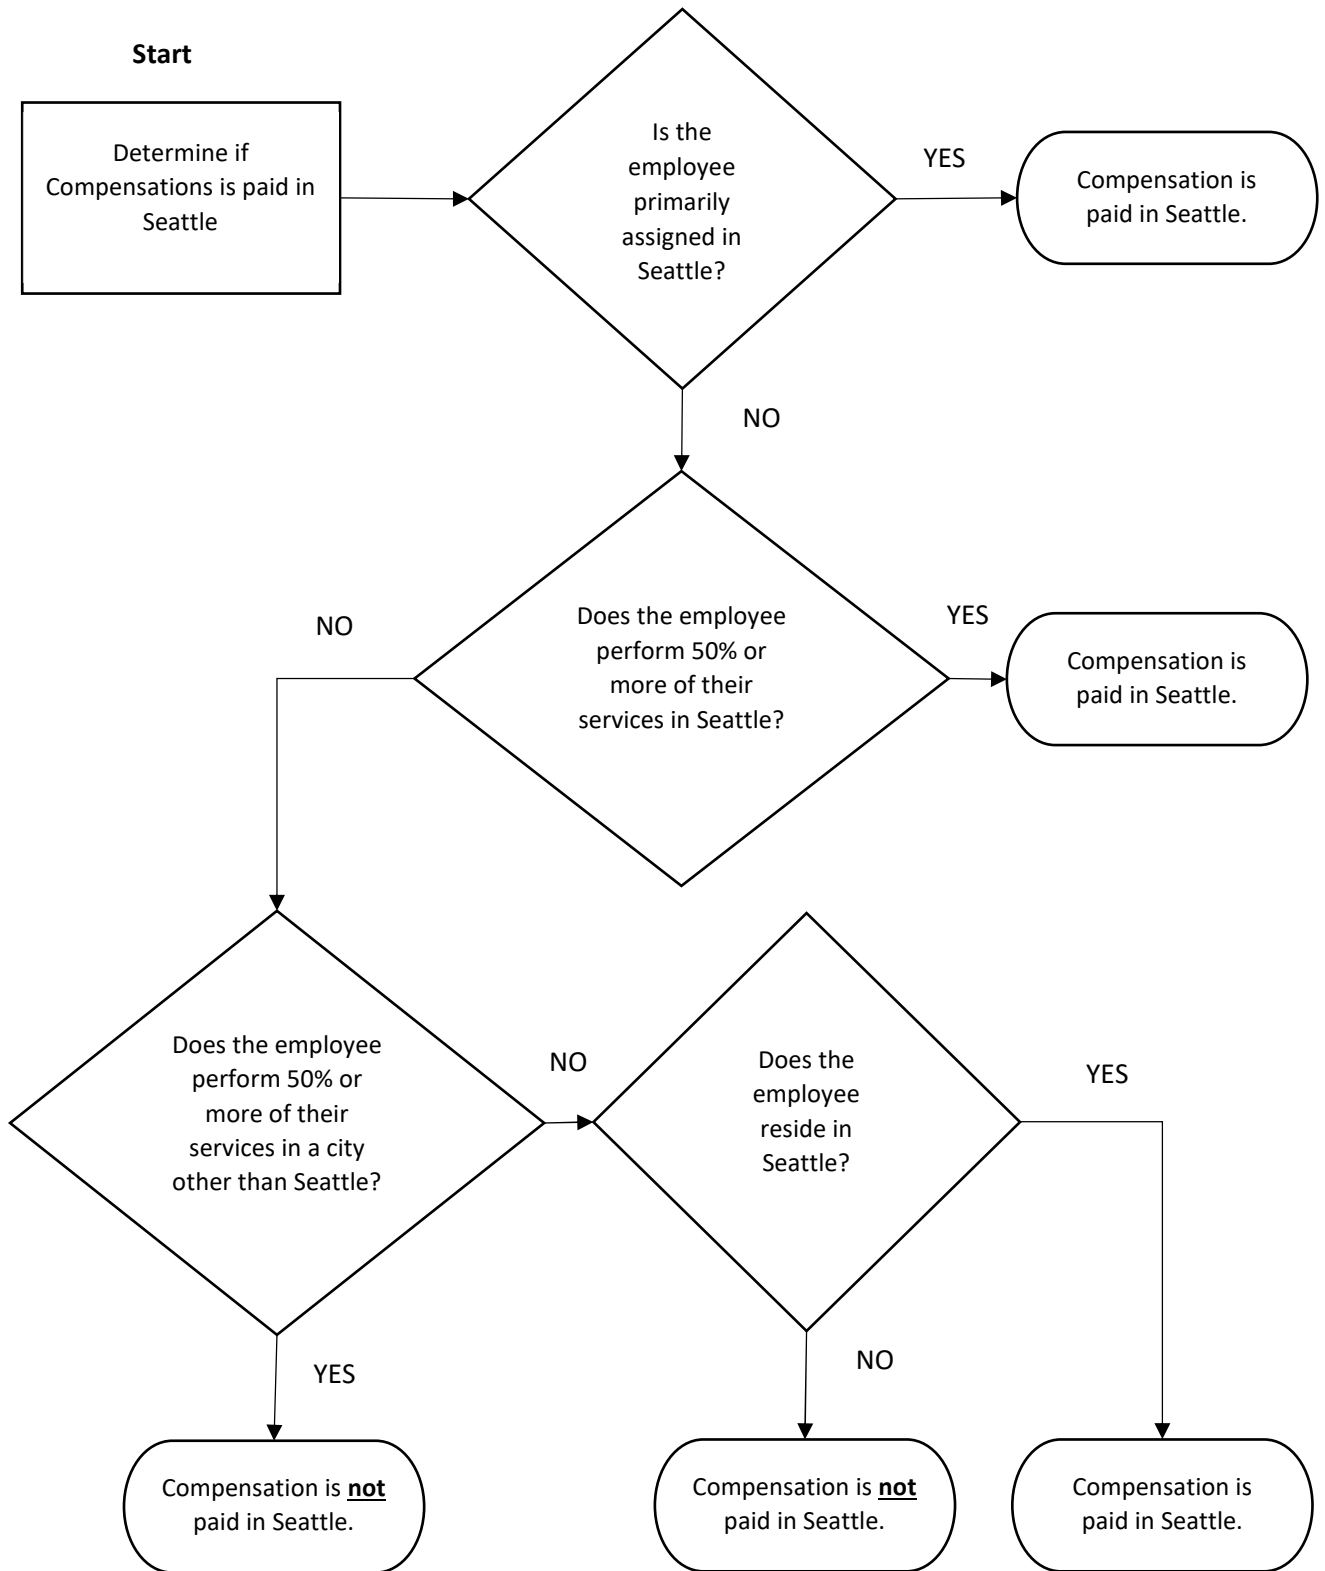 Start
Determine if
Compensations is paid in
Seattle
Is the
employee
primarily
assigned in
Seattle?
YES
Compensation is
paid in Seattle.
NO
Does the employee
perform 50% or
more of their
services in Seattle?
YES
Compensation is
paid in Seattle.
NO
Does the employee
perform 50% or
more of their
services in a city
other than Seattle?
NO
Does the
employee
reside in
Seattle?
YES
YES
Compensation is not
paid in Seattle.
NO
Compensation is not
paid in Seattle.
Compensation is
paid in Seattle.